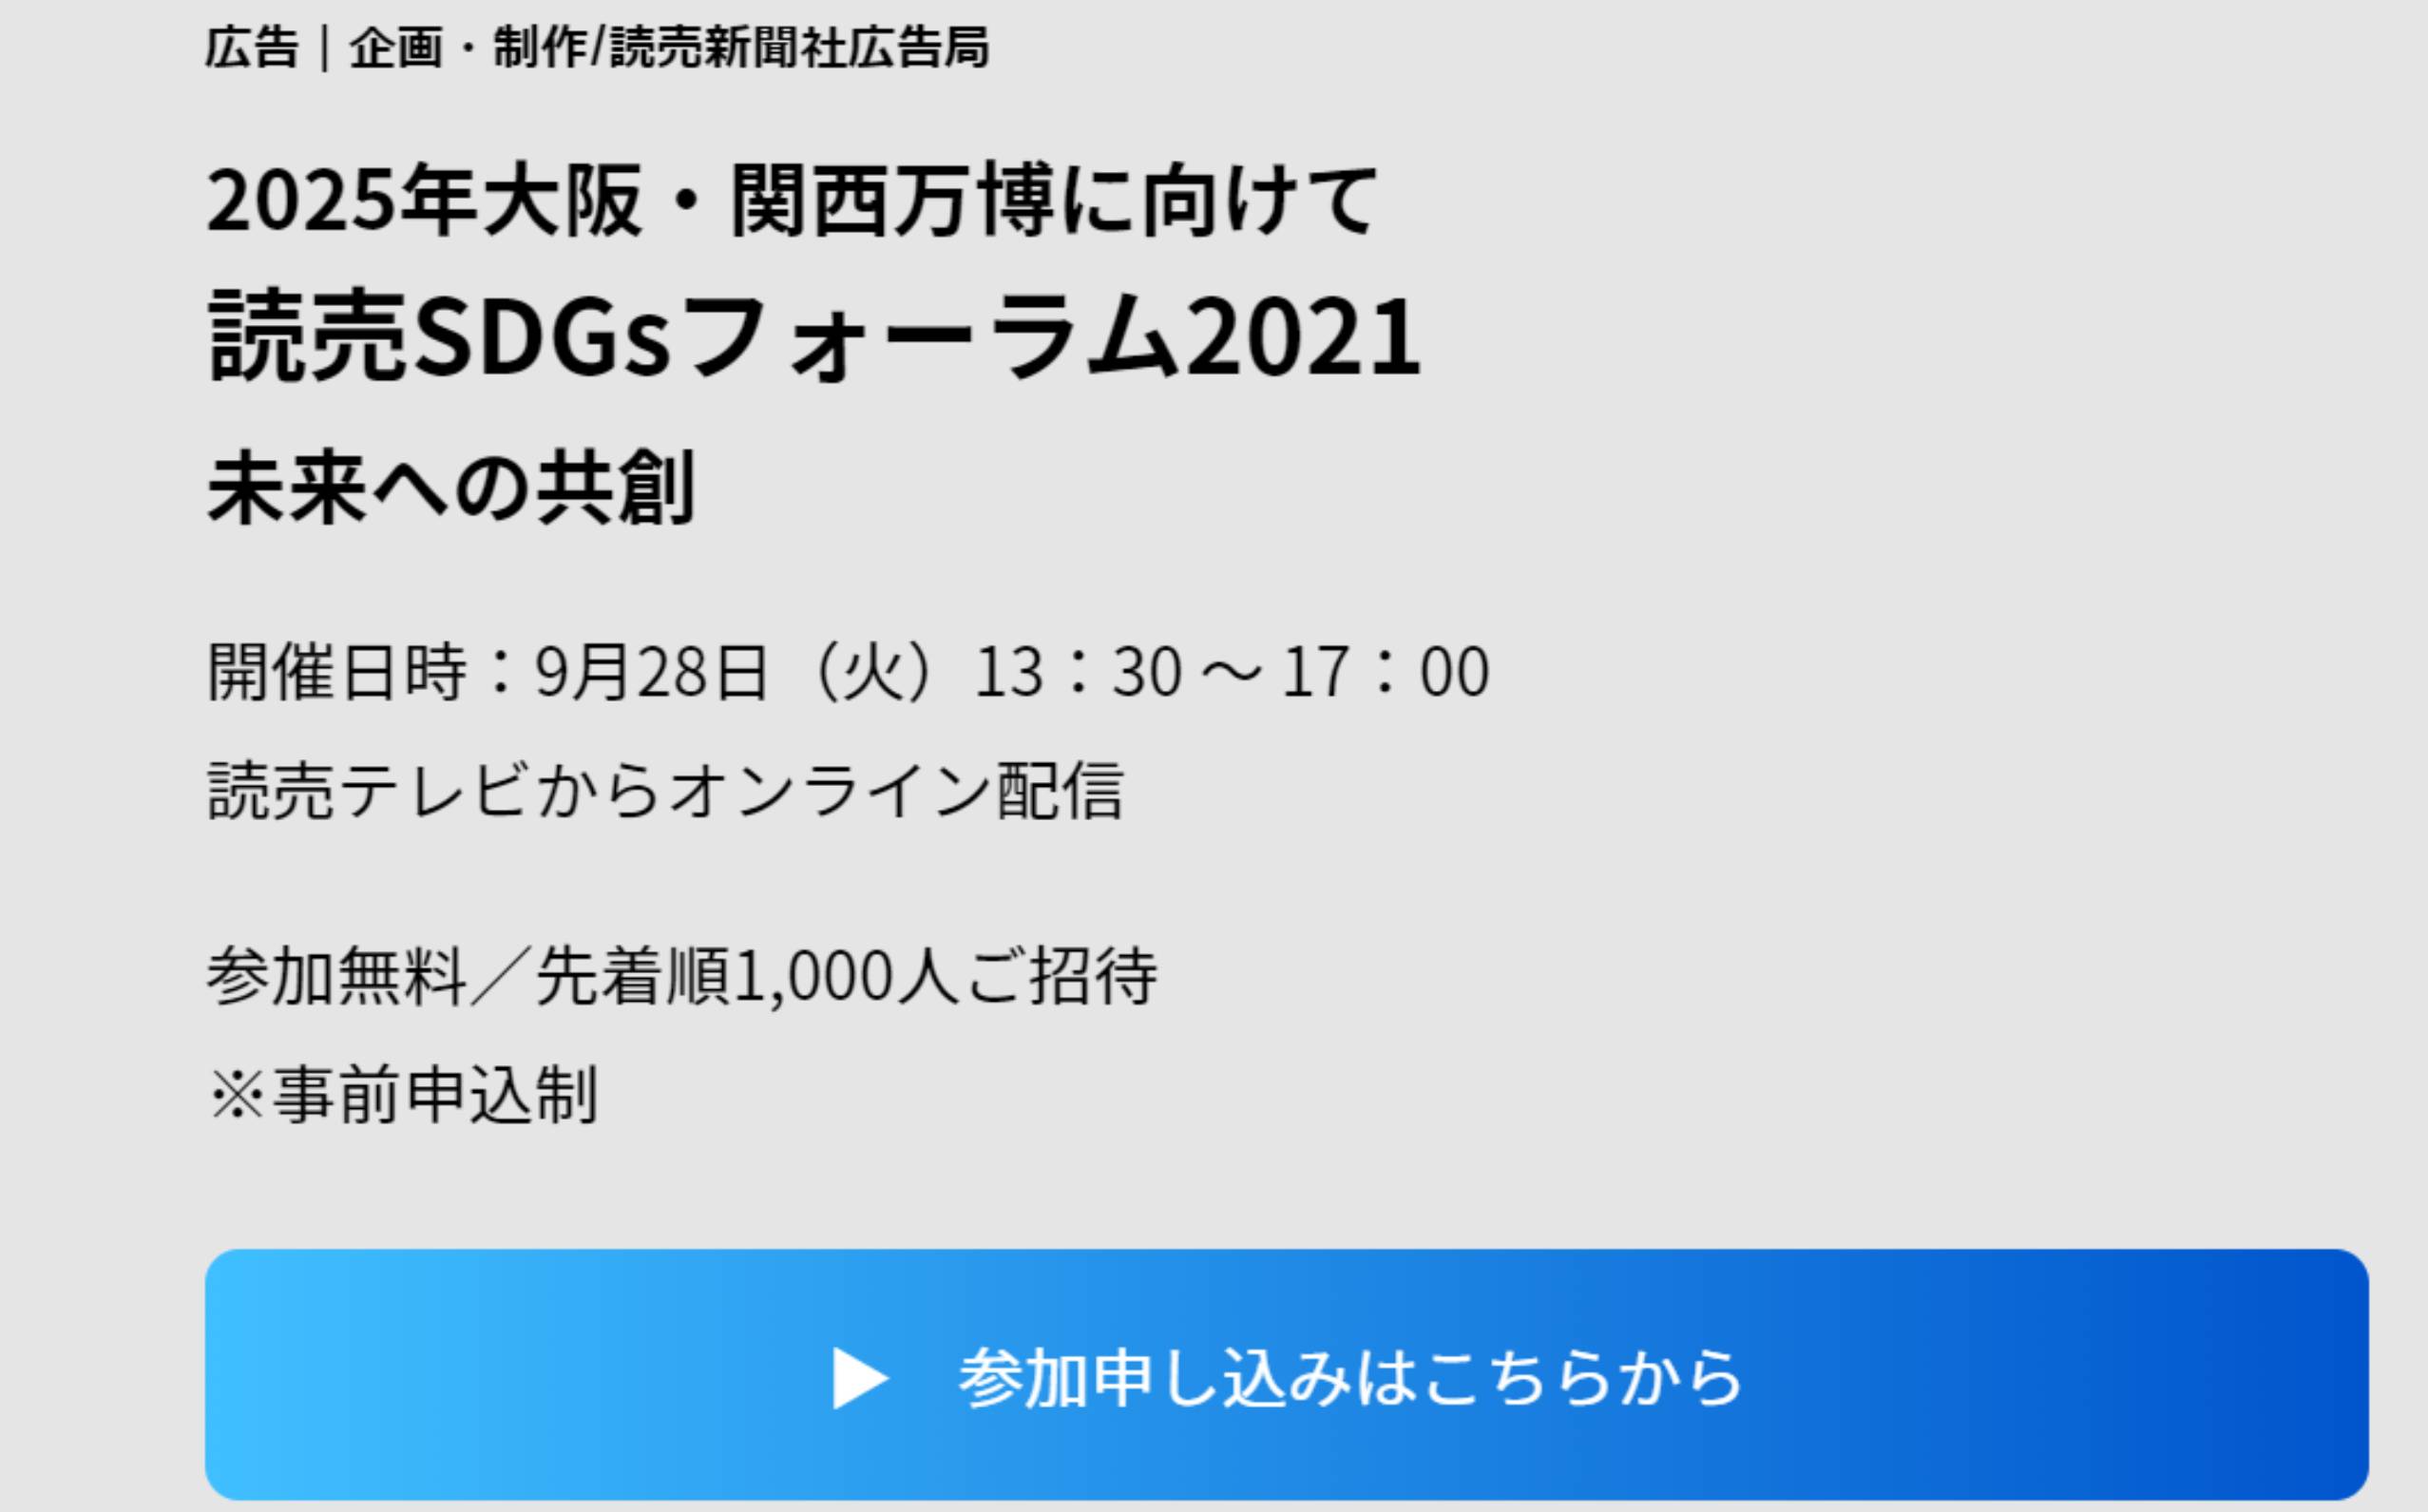 広告｜企画・制作/読売新聞社広告局
2025年大阪・関西万博に向けて
読売SDGsフォーラム2021
未来への共創
開催日時：9月28日（火）13：30 ～ 17：00
読売テレビからオンライン配信
参加無料／先着順1,000人ご招待
※事前申込制
▶ 参加申し込みはこちらから